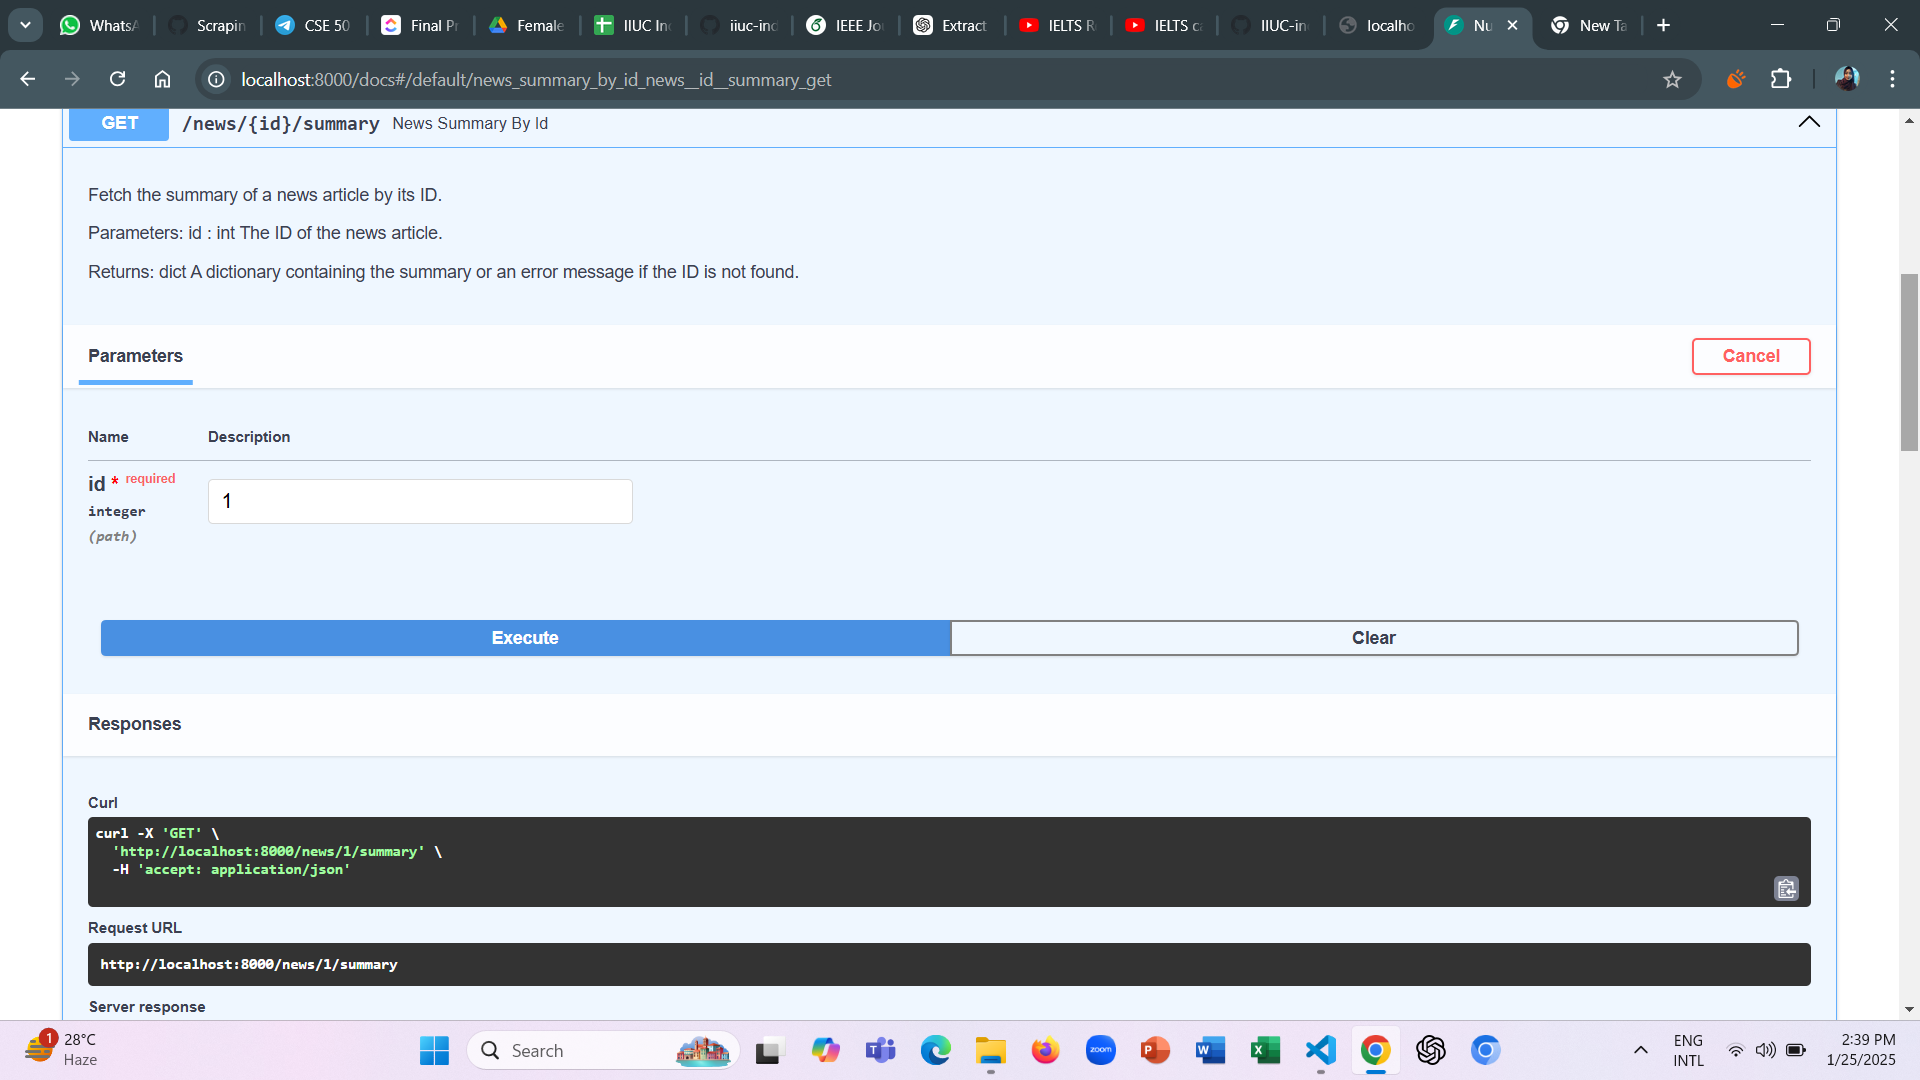 WhatsA
Scrapin
CSE 50
Final Pr
Female
IIUC In
iiuc-ind
IEEE Jo
Extract
IELTS R
IELTS c
IIUC-in
localho
Nu
New Ta
localhost:8000/docs#/default/news_summary_by_id_news__id__summary_get
GET /news/{id}/summary News Summary By Id
Fetch the summary of a news article by its ID.
Parameters: id : int The ID of the news article.
Returns: dict A dictionary containing the summary or an error message if the ID is not found.
Parameters
Cancel
Name Description
id * required
integer
(path)
1
Execute
Clear
Responses
Curl
curl -X 'GET' \
'http://localhost:8000/news/1/summary' \
-H 'accept: application/json'
Request URL
http://localhost:8000/news/1/summary
Server response
1
28°C
Haze
Search
zoom
ENG
INTL
2:39 PM
1/25/2025